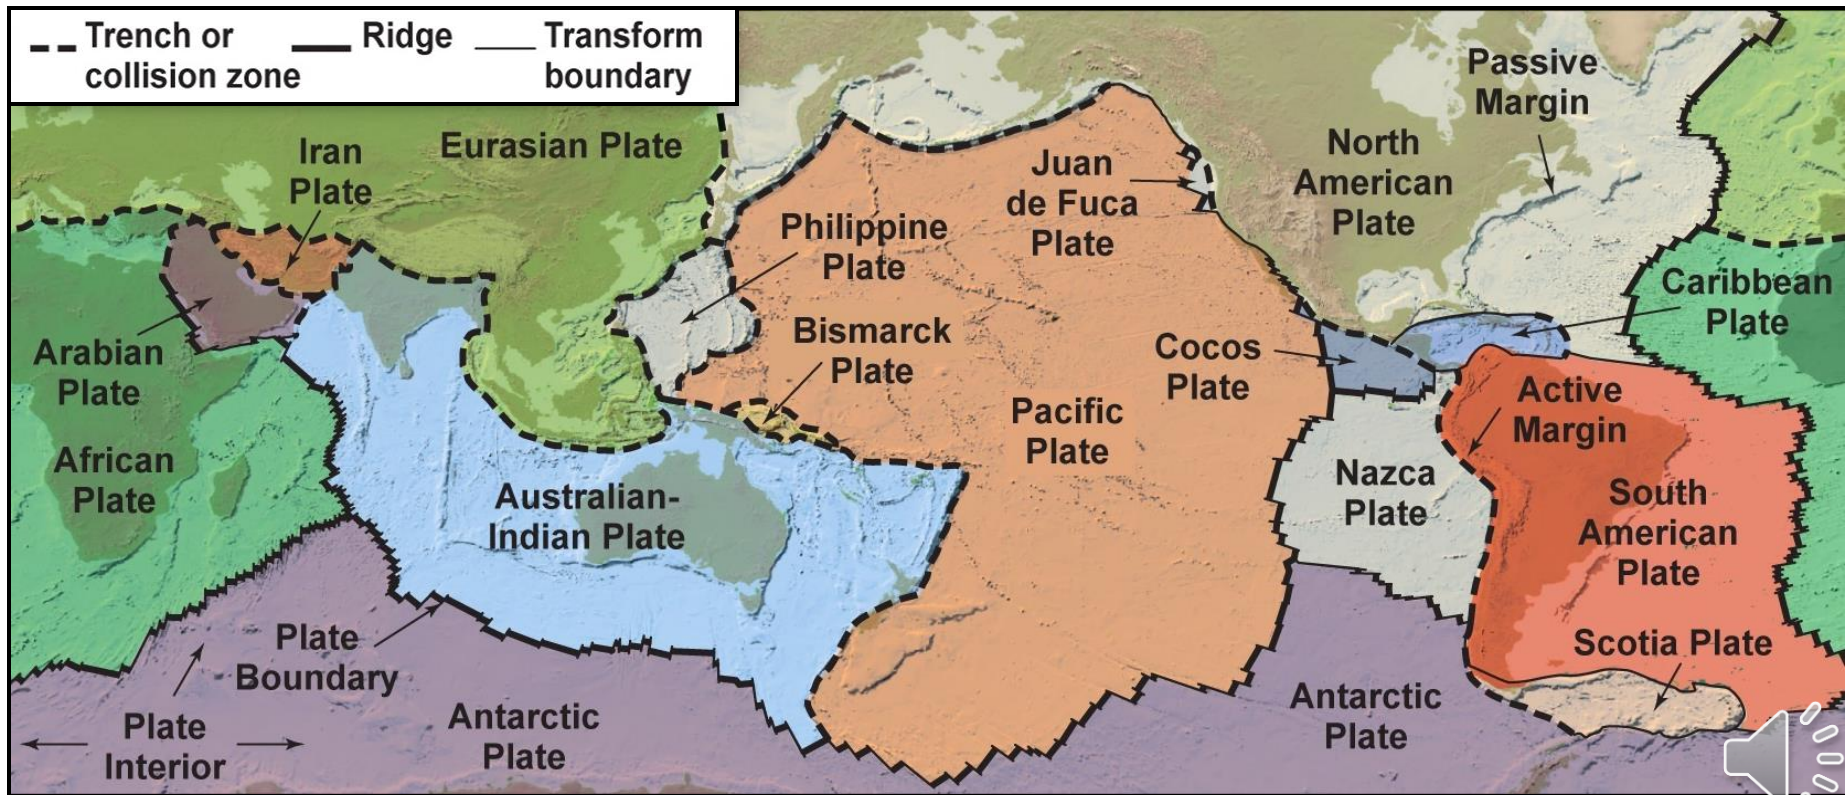 Trench or
collision zone
Ridge
Transform
boundary
Passive
Margin
Iran
Plate
Eurasian Plate
Juan
de Fuca
Plate
North
American
Plate
Philippine
Plate
Caribbean
Plate
Arabian
Plate
Bismarck
Plate
Cocos
Plate
Pacific
Plate
Active
Margin
African
Plate
Australian-
Indian Plate
Nazca
Plate
South
American
Plate
Plate
Boundary
Scotia Plate
Plate
Interior
Antarctic
Plate
Antarctic
Plate